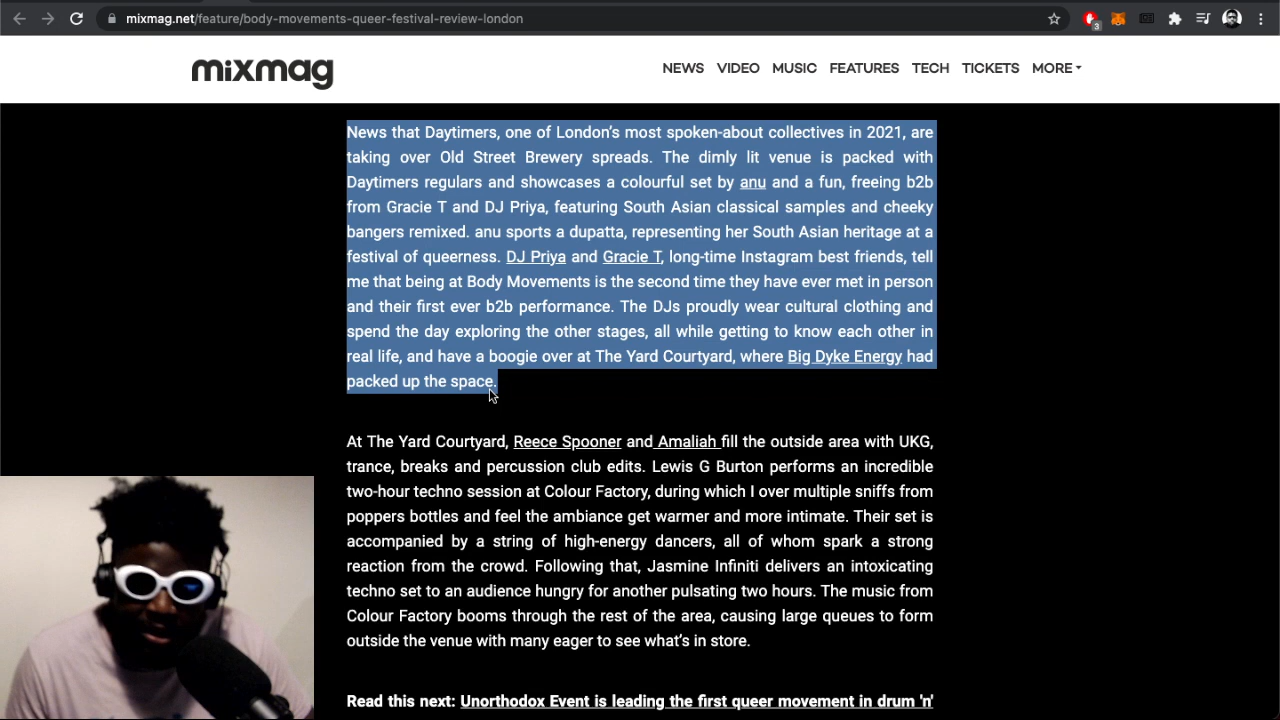 mixmag.net/feature/body-movements-queer-festival-review-london
3
mixmag
NEWS VIDEO MUSIC FEATURES TECH TICKETS MORE
News that Daytimers, one of London’s most spoken-about collectives in 2021, are
taking over Old Street Brewery spreads. The dimly lit venue is packed with
Daytimers regulars and showcases a colourful set by anu and a fun, freeing b2b
from Gracie T and DJ Priya, featuring South Asian classical samples and cheeky
bangers remixed. anu sports a dupatta, representing her South Asian heritage at a
festival of queerness. DJ Priya and Gracie T, long-time Instagram best friends, tell
me that being at Body Movements is the second time they have ever met in person
and their first ever b2b performance. The DJs proudly wear cultural clothing and
spend the day exploring the other stages, all while getting to know each other in
real life, and have a boogie over at The Yard Courtyard, where Big Dyke Energy had
packed up the space.
At The Yard Courtyard, Reece Spooner and Amaliah fill the outside area with UKG,
trance, breaks and percussion club edits. Lewis G Burton performs an incredible
two-hour techno session at Colour Factory, during which I over multiple sniffs from
poppers bottles and feel the ambiance get warmer and more intimate. Their set is
accompanied by a string of high-energy dancers, all of whom spark a strong
reaction from the crowd. Following that, Jasmine Infiniti delivers an intoxicating
techno set to an audience hungry for another pulsating two hours. The music from
Colour Factory booms through the rest of the area, causing large queues to form
outside the venue with many eager to see what’s in store.
Read this next: Unorthodox Event is leading the first queer movement in drum 'n'